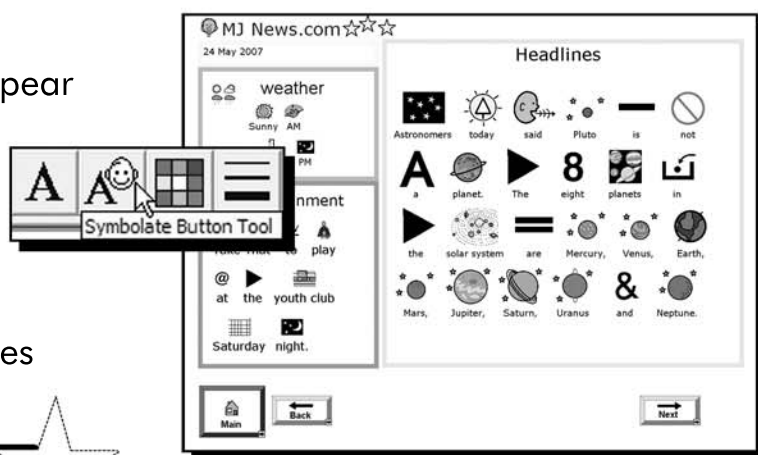 pear
es
MJ News.com
24 May 2007
weather
Sunny AM
PM
A A
Symbolate Button Tool
nment
Take That to play
@
at the youth club
Saturday night.
Headlines
Astronomers today said Pluto is not
A 8
a planet. The eight planets in
the solar system are Mercury, Venus, Earth,
&
Mars, Jupiter, Saturn, Uranus and Neptune.
Main
Back
Next